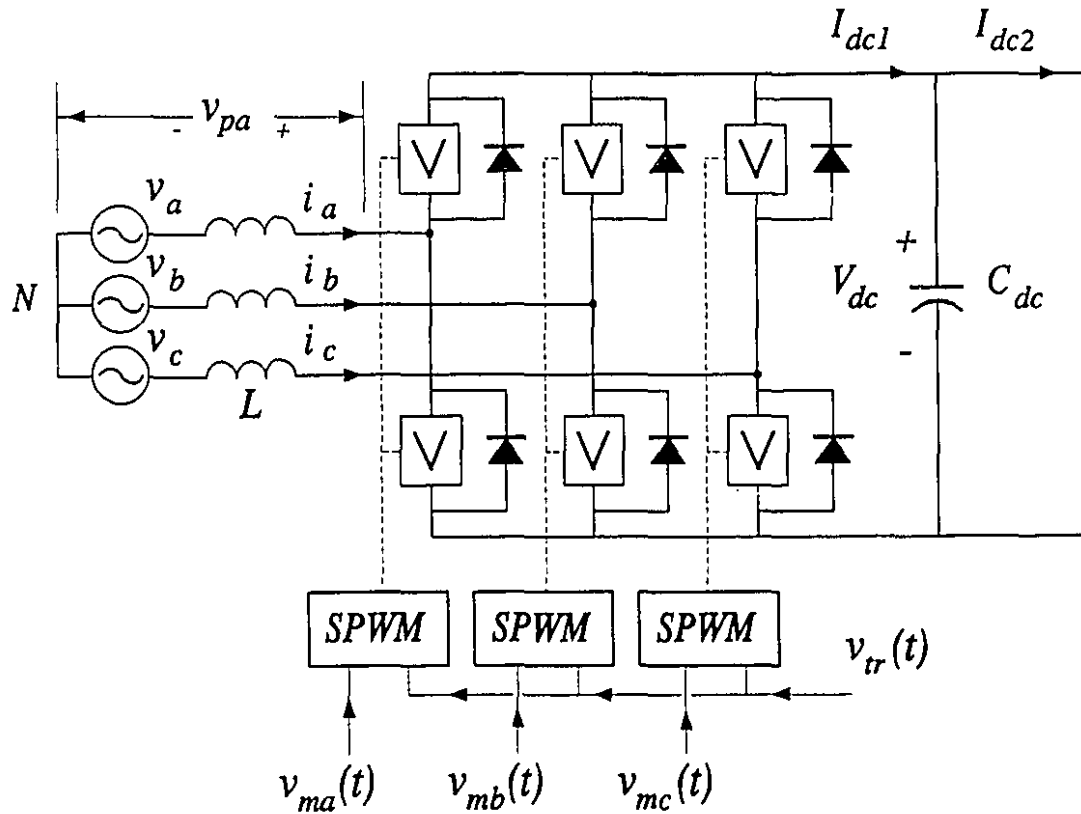 I_dc1 I_dc2
- v_pa +
v_a i_a
N v_b i_b
v_c i_c
L
V V V
+
V_dc C_dc
-
V V V
SPWM SPWM SPWM
v_tr(t)
v_ma(t) v_mb(t) v_mc(t)